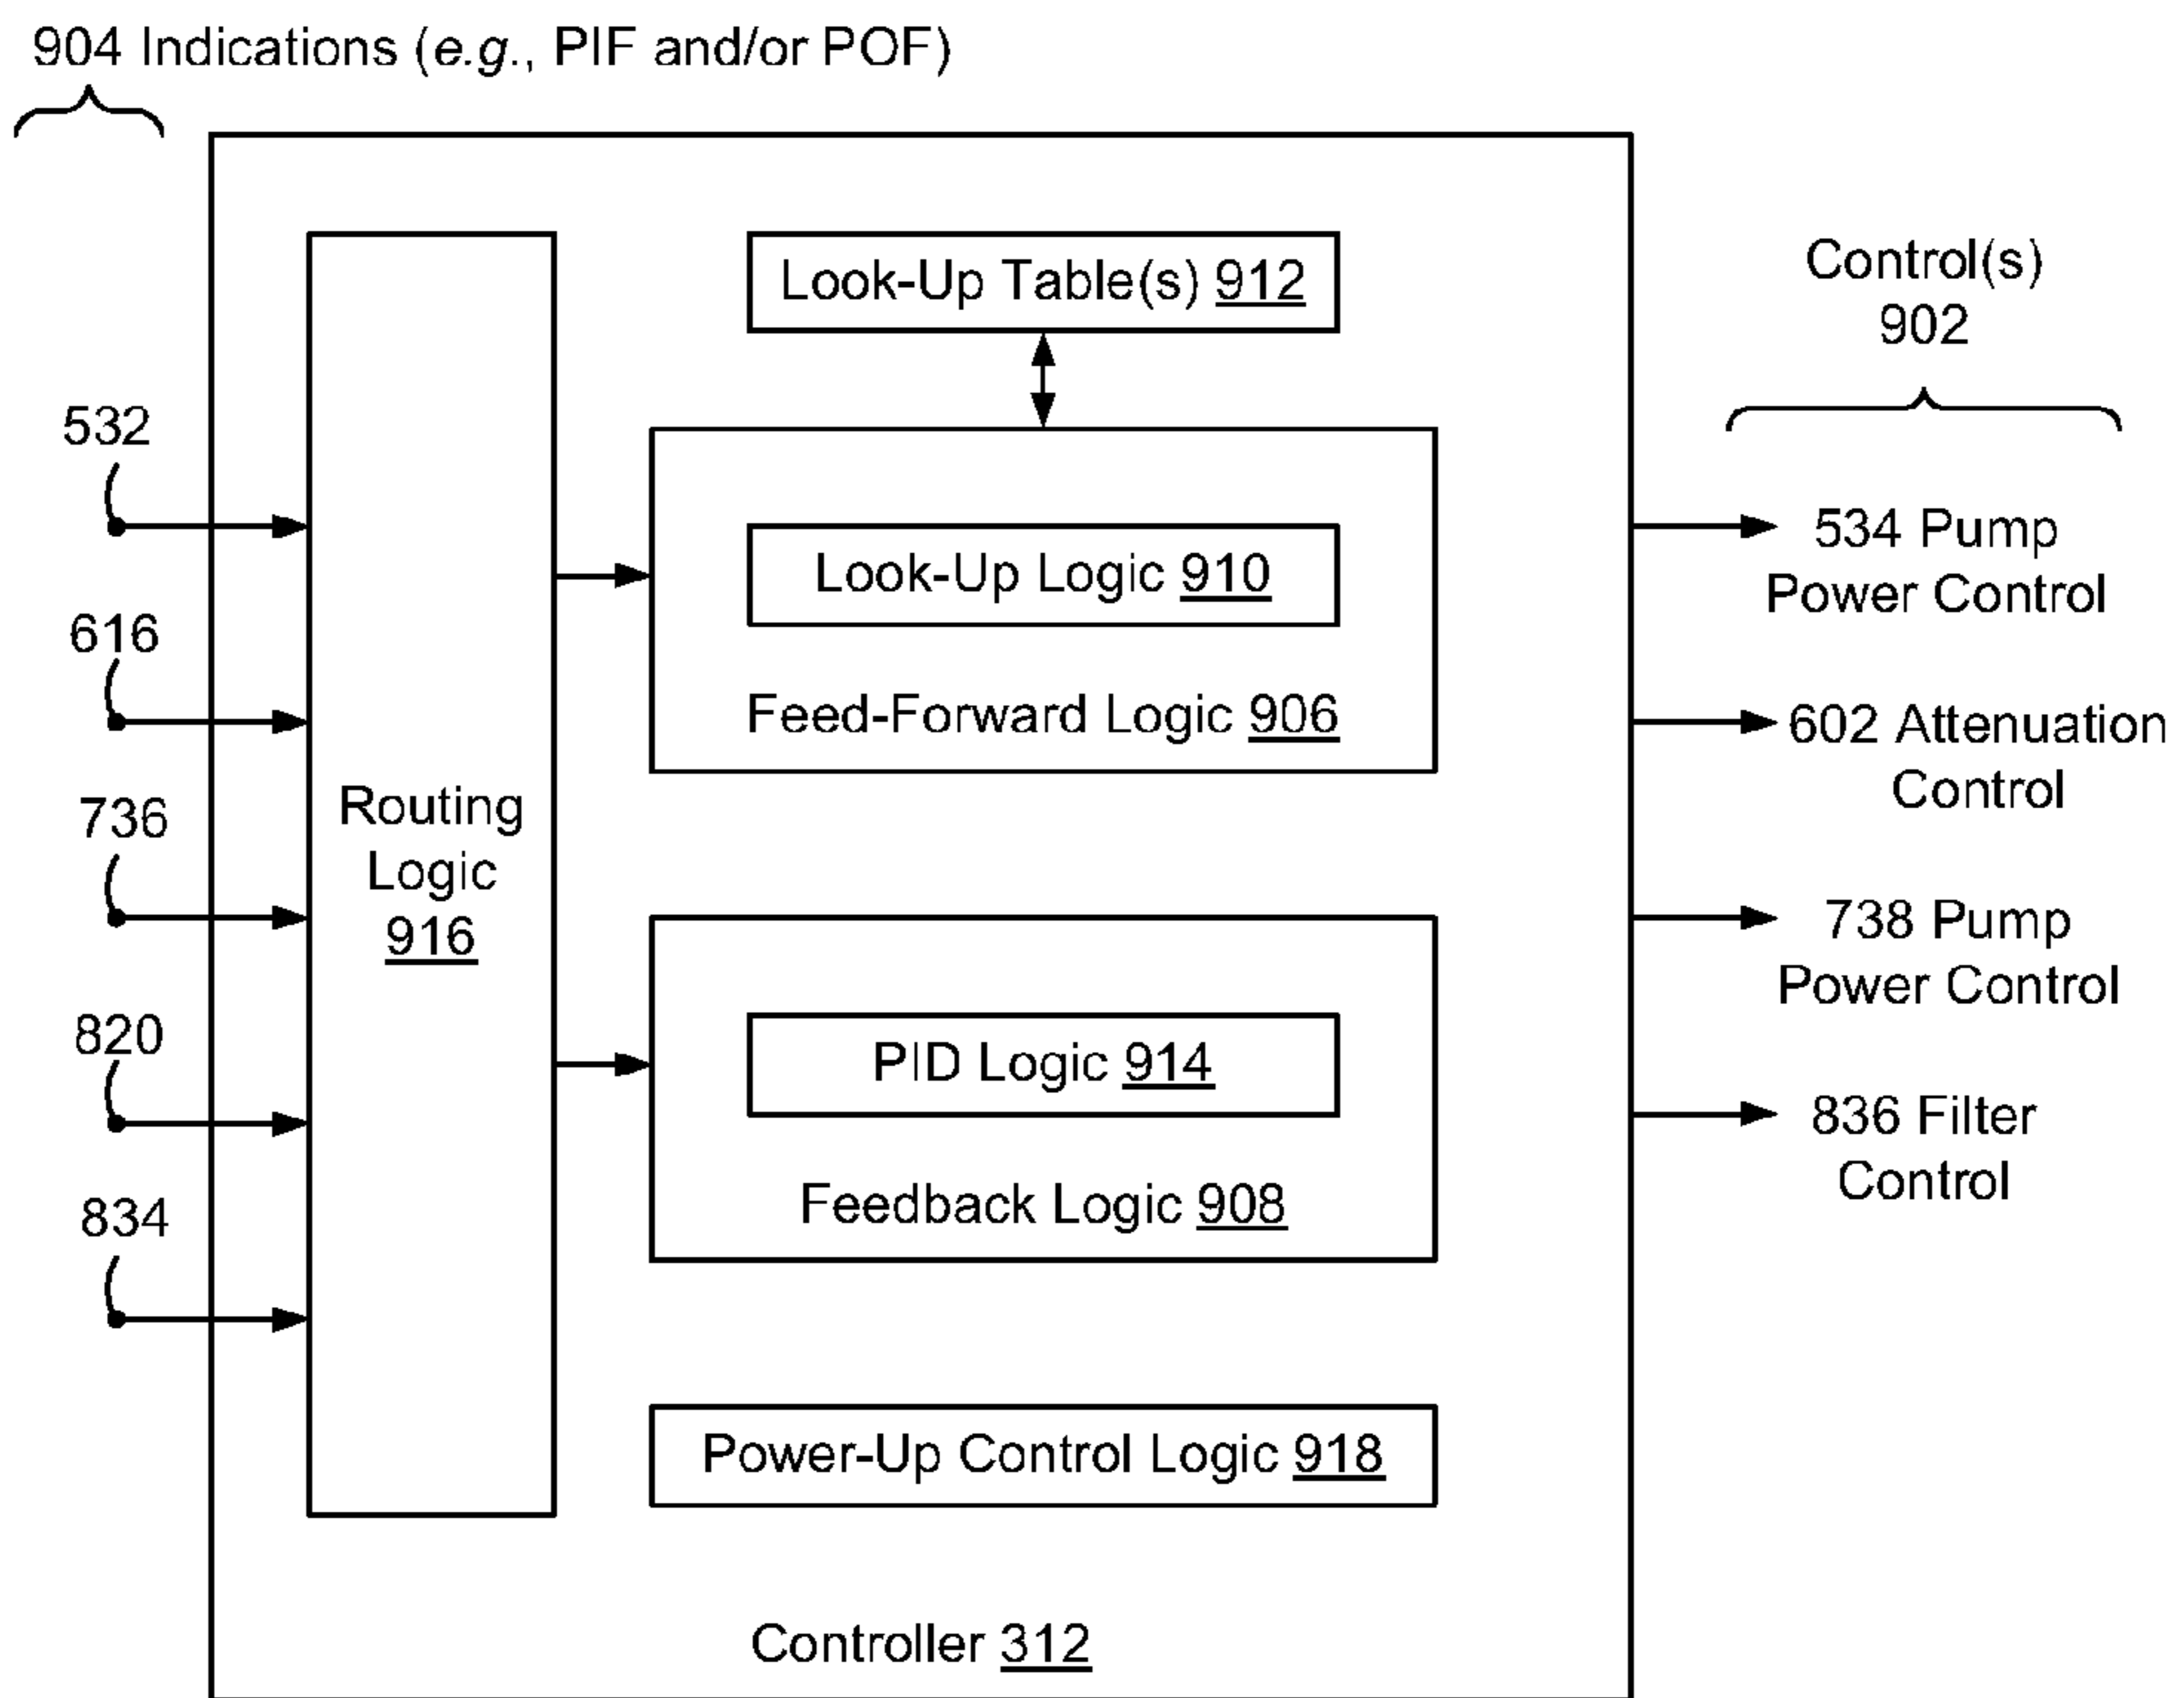 904 Indications (e.g., PIF and/or POF)
Look-Up Table(s) 912
Control(s)
902
532
534 Pump
Power Control
Look-Up Logic 910
616
Feed-Forward Logic 906
602 Attenuation
Control
736
Routing
Logic
916
738 Pump
Power Control
820
PID Logic 914
836 Filter
Control
834
Feedback Logic 908
Power-Up Control Logic 918
Controller 312